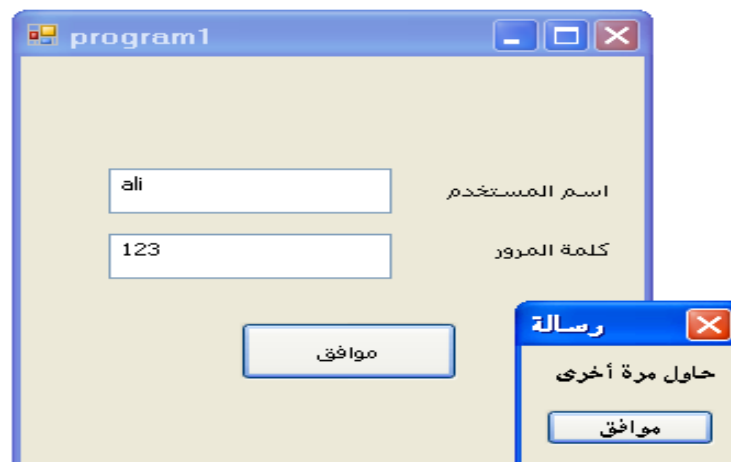 program1
اسم المستخدم
ali
كلمة المرور
123
موافق
رسالة
حاول مرة أخرى
موافق